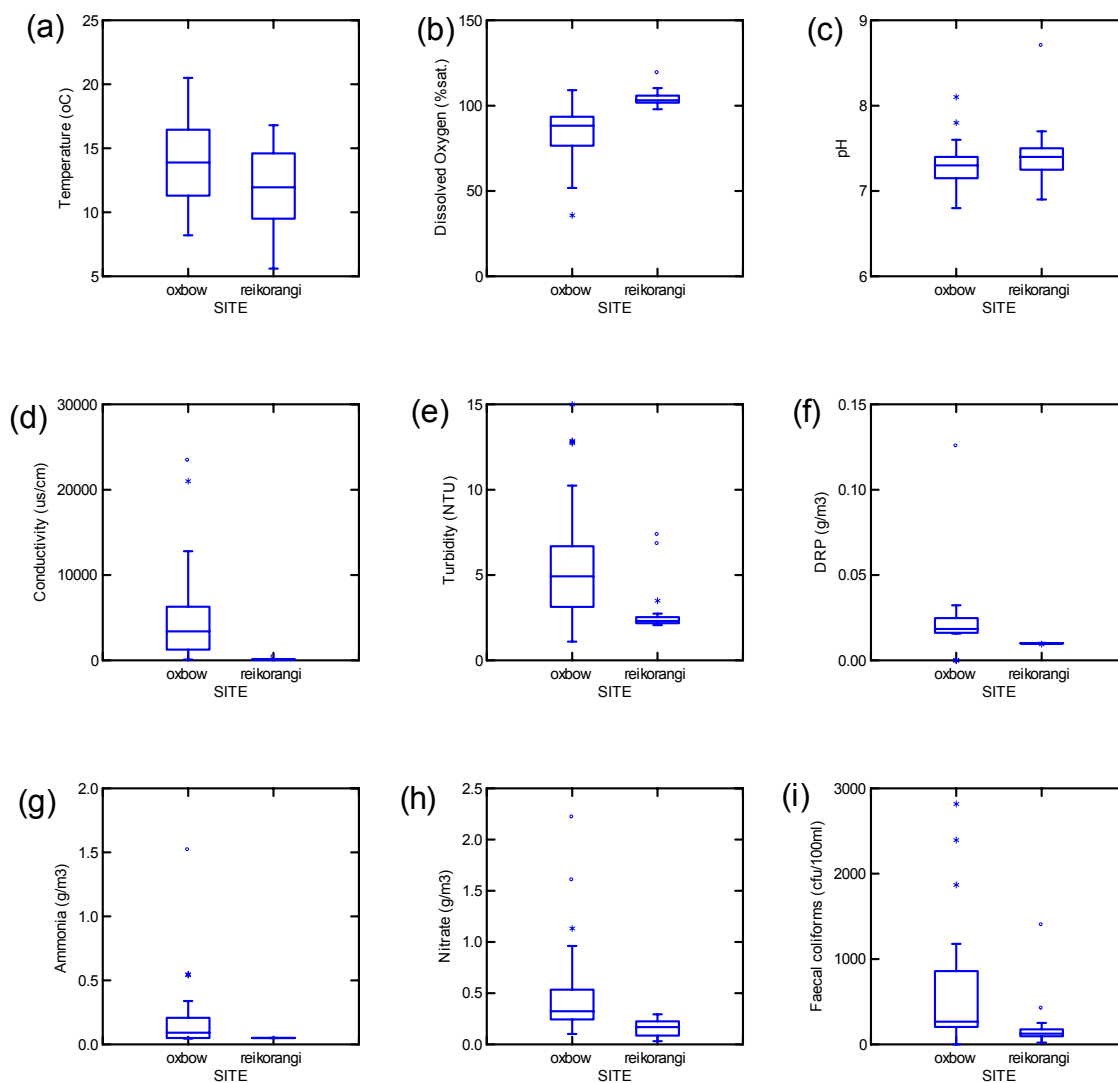 (a)
25
20
15
10
5
Temperature (oC)
oxbow reikorangi
SITE
(b)
150
100
50
0
Dissolved Oxygen (%sat.)
oxbow reikorangi
SITE
(c)
9
8
7
6
pH
oxbow reikorangi
SITE
(d)
30000
20000
10000
0
Conductivity (us/cm)
oxbow reikorangi
SITE
(e)
15
10
5
0
Turbidity (NTU)
oxbow reikorangi
SITE
(f)
0.15
0.10
0.05
0.00
DRP (g/m3)
oxbow reikorangi
SITE
(g)
2.0
1.5
1.0
0.5
0.0
Ammonia (g/m3)
oxbow reikorangi
SITE
(h)
2.5
2.0
1.5
1.0
0.5
0.0
Nitrate (g/m3)
oxbow reikorangi
SITE
(i)
3000
2000
1000
0
Faecal coliforms (cfu/100ml)
oxbow reikorangi
SITE